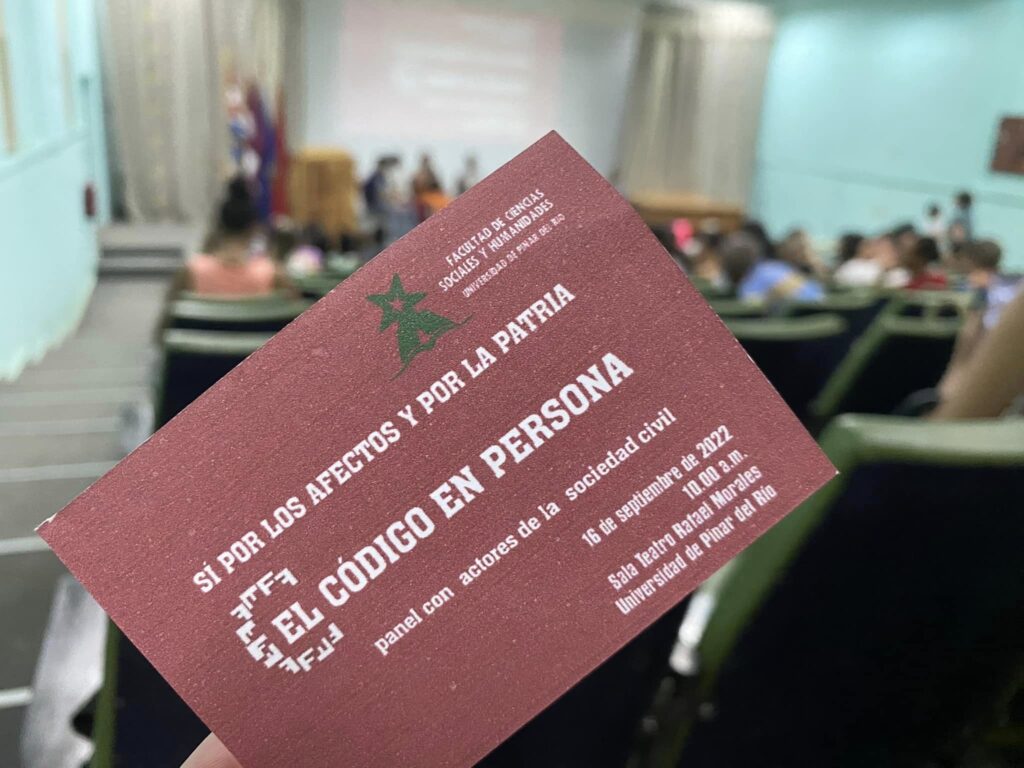 FACULTAD DE CIENCIAS
SOCIALES Y HUMANIDADES
UNIVERSIDAD DE PINAR DEL RIO
SÍ POR LOS AFECTOS Y POR LA PATRIA
EL CÓDIGO EN PERSONA
panel con actores de la sociedad civil
16 de septiembre de 2022
10.00 a.m.
Sala Teatro Rafael Morales
Universidad de Pinar del Río